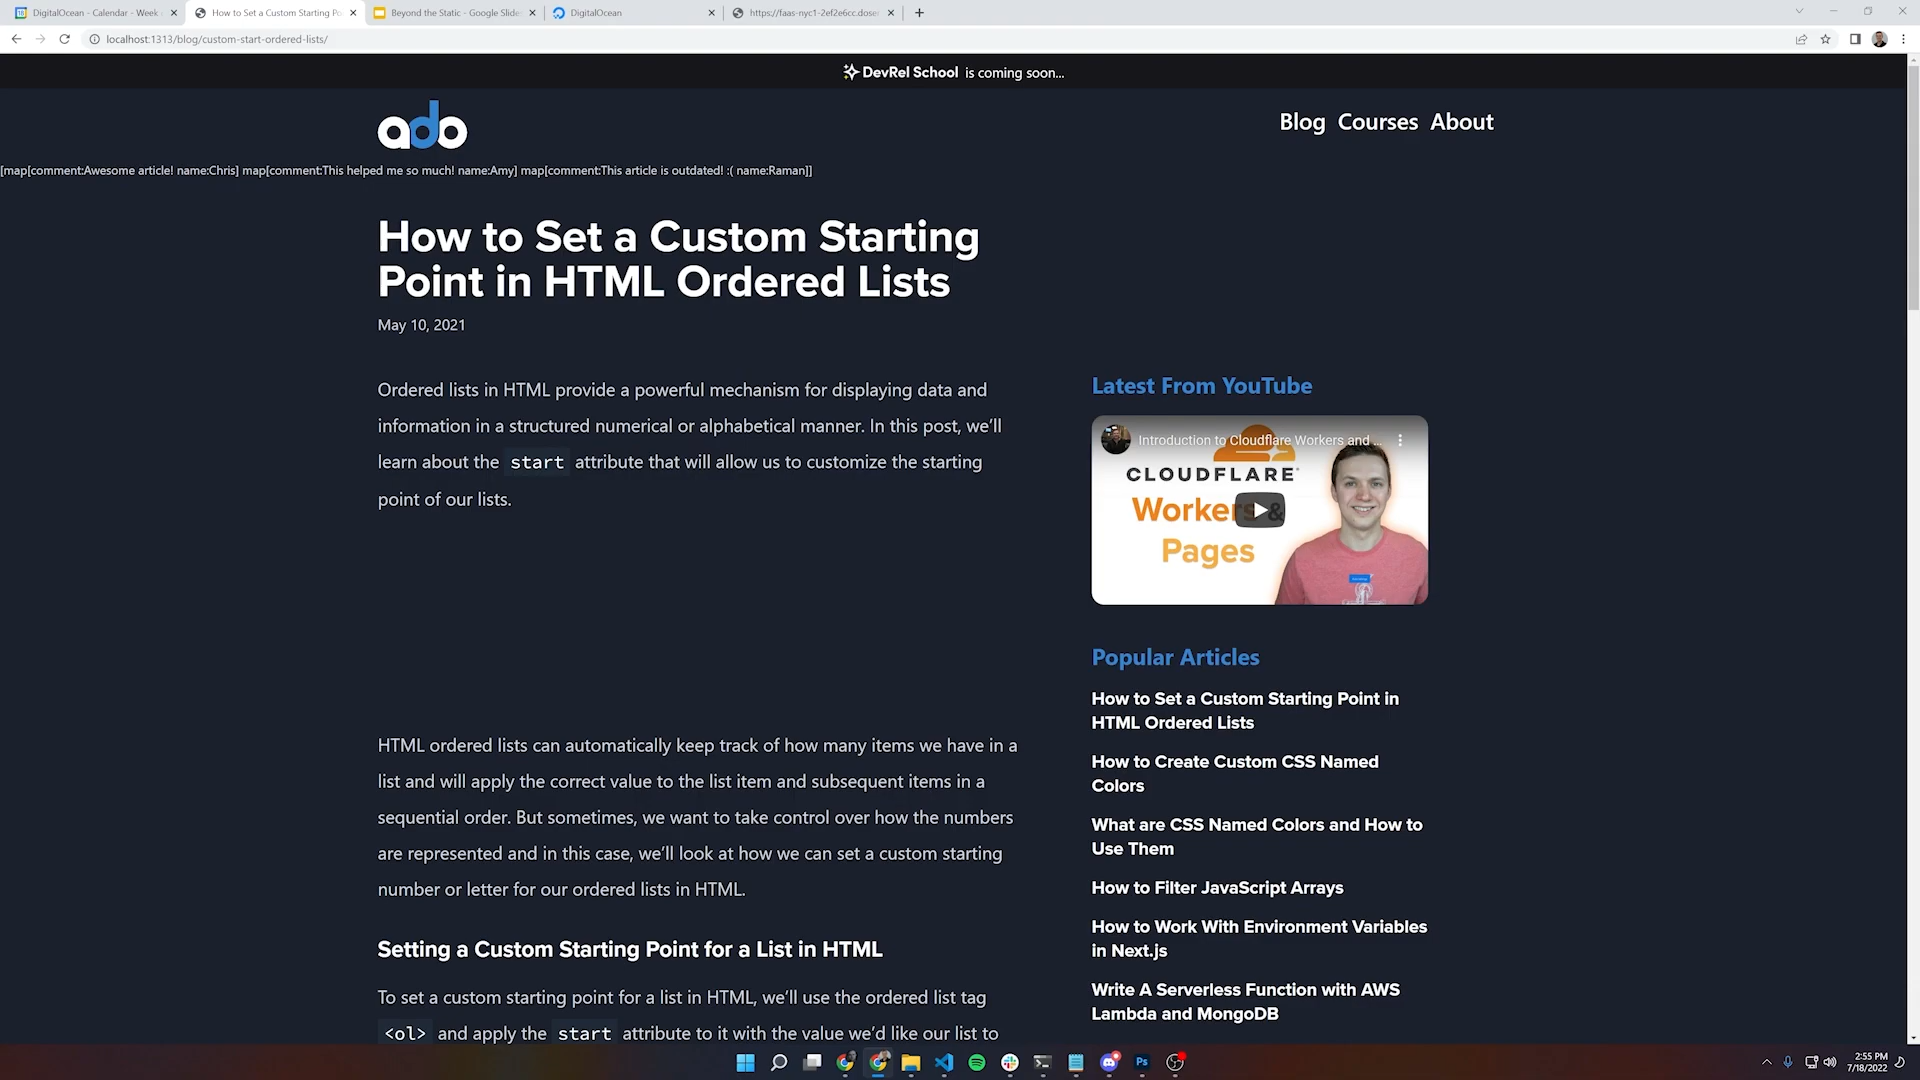 DigitalOcean - Calendar - Week
How to Set a Custom Starting Po
Beyond the Static - Google Slide
DigitalOcean
https://faas-nyc1-2ef2e6cc.doser
localhost:1313/blog/custom-start-ordered-lists/
DevRel School is coming soon...
ado
Blog Courses About
[map[comment:Awesome article! name:Chris] map[comment:This helped me so much! name:Amy] map[comment:This article is outdated! :( name:Raman]]
How to Set a Custom Starting
Point in HTML Ordered Lists
May 10, 2021
Ordered lists in HTML provide a powerful mechanism for displaying data and
information in a structured numerical or alphabetical manner. In this post, we'll
learn about the start attribute that will allow us to customize the starting
point of our lists.
HTML ordered lists can automatically keep track of how many items we have in a
list and will apply the correct value to the list item and subsequent items in a
sequential order. But sometimes, we want to take control over how the numbers
are represented and in this case, we'll look at how we can set a custom starting
number or letter for our ordered lists in HTML.
Setting a Custom Starting Point for a List in HTML
To set a custom starting point for a list in HTML, we'll use the ordered list tag
<ol> and apply the start attribute to it with the value we'd like our list to
Latest From YouTube
Introduction to Cloudflare Workers and ...
CLOUDFLARE
Workers &
Pages
Popular Articles
How to Set a Custom Starting Point in
HTML Ordered Lists
How to Create Custom CSS Named
Colors
What are CSS Named Colors and How to
Use Them
How to Filter JavaScript Arrays
How to Work With Environment Variables
in Next.js
Write A Serverless Function with AWS
Lambda and MongoDB
Ps
2:55 PM
7/18/2022